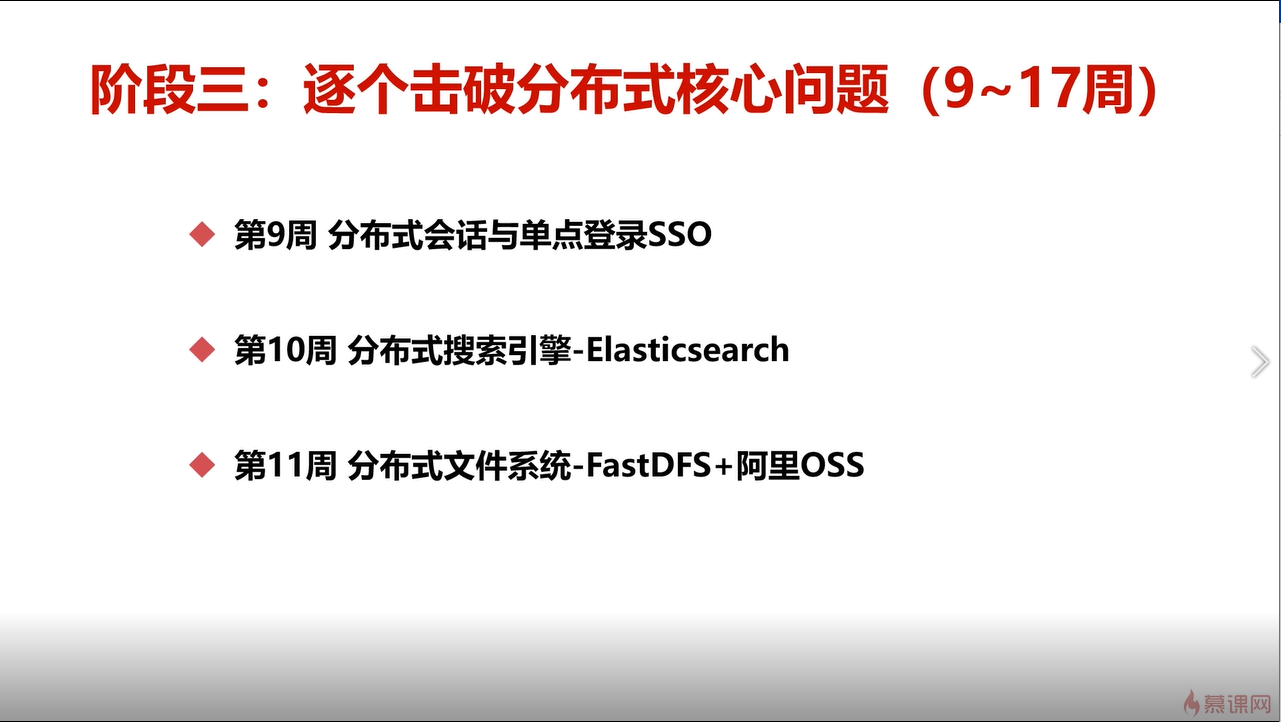 阶段三：逐个击破分布式核心问题（9~17周）
第9周 分布式会话与单点登录SSO
第10周 分布式搜索引擎-Elasticsearch
第11周 分布式文件系统-FastDFS+阿里OSS
慕课网